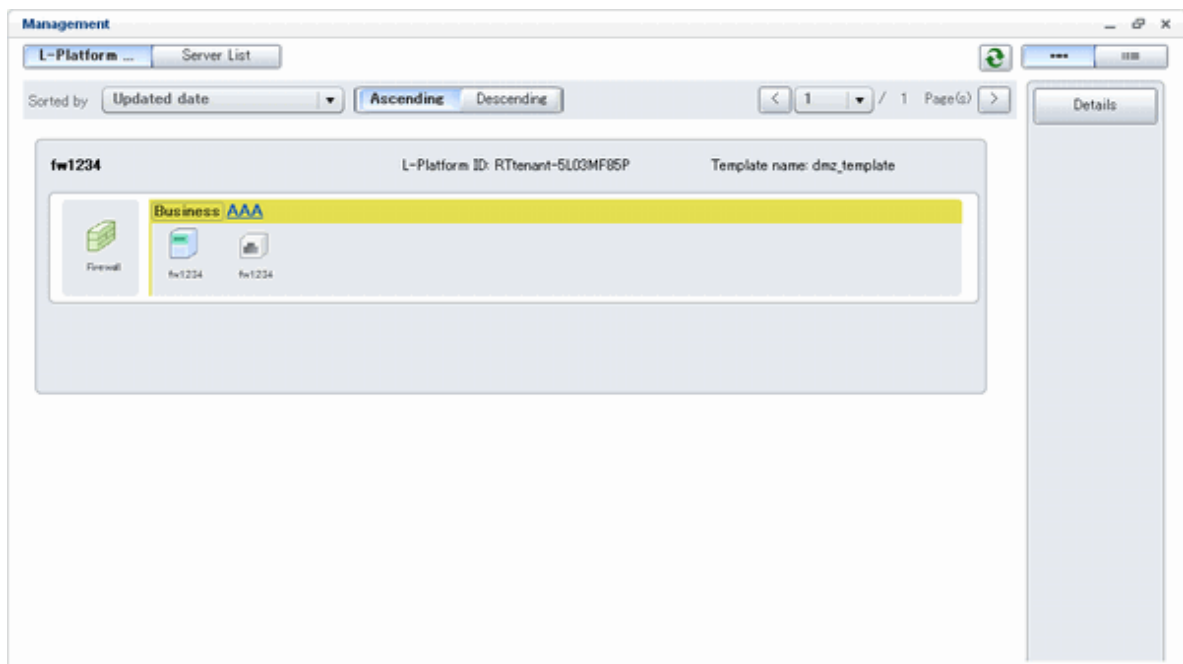 Management
L-Platform ... Server List
Sorted by Updated date Ascending Descending < 1 / 1 Page(s) > Details
fw1234 L-Platform ID: RTtenant-5L03MF85P Template name: dmz_template
Business AAA
Firewall fw1234 fw1234